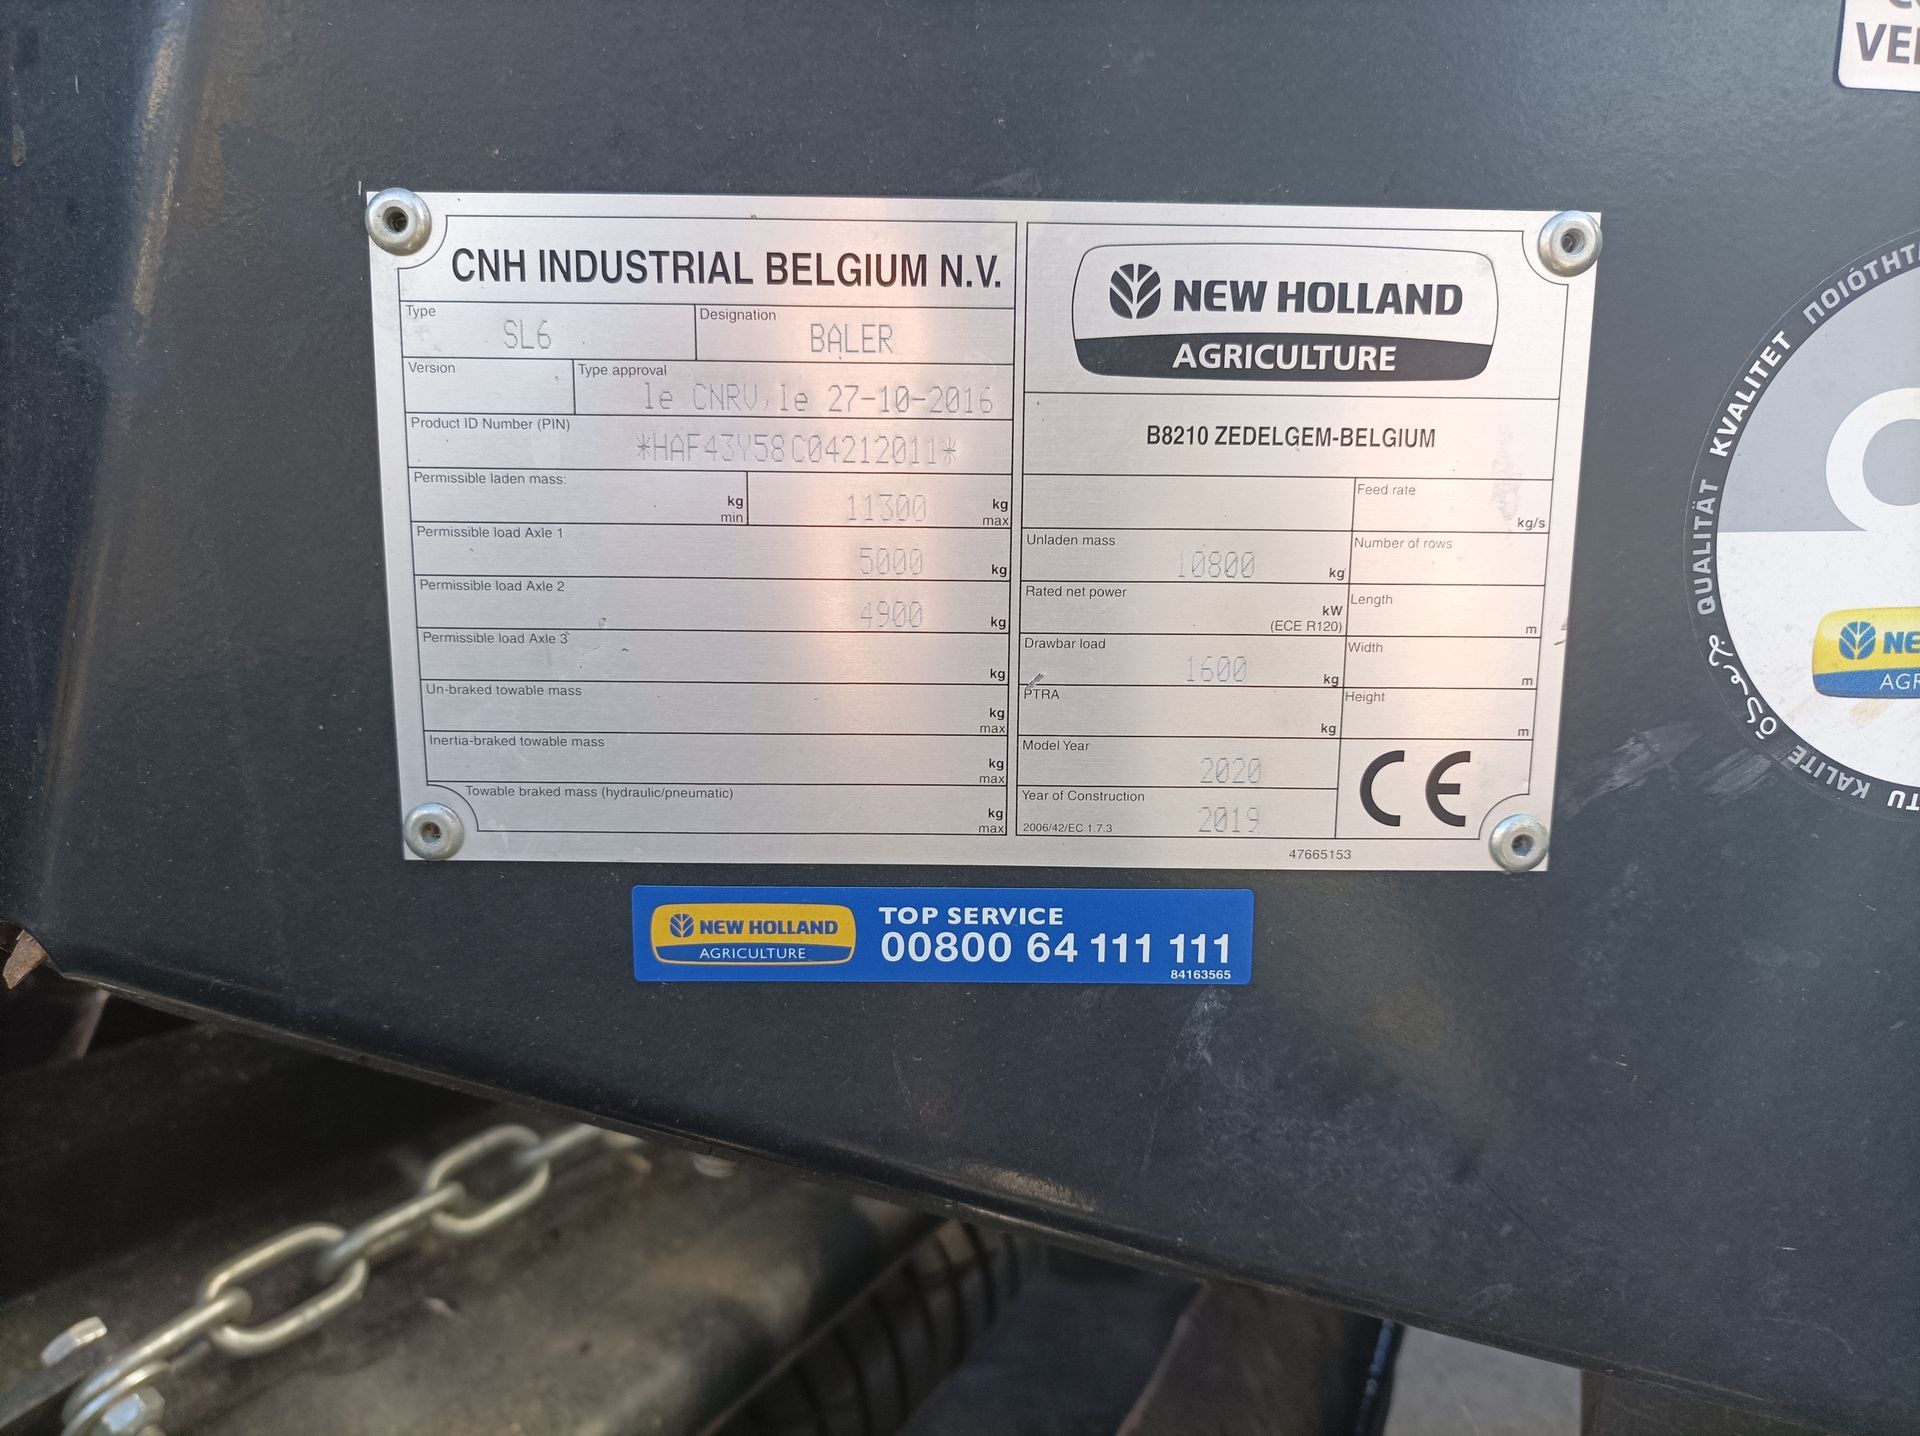 CNH INDUSTRIAL BELGIUM N.V.
Type SL6
Designation BALER
Version
Type approval le CNRV, le 27-10-2016
Product ID Number (PIN) *HAF43Y58C04212011*
Permissible laden mass: kg min 11300 kg max
Permissible load Axle 1 5000 kg
Permissible load Axle 2 4900 kg
Permissible load Axle 3 kg
Un-braked towable mass kg max
Inertia-braked towable mass kg max
Towable braked mass (hydraulic/pneumatic) kg max
NEW HOLLAND
AGRICULTURE
B8210 ZEDELGEM-BELGIUM
Feed rate kg/s
Unladen mass 10800 kg
Number of rows
Rated net power kW (ECE R120)
Length m
Drawbar load 1600 kg
Width m
PTRA kg
Height m
Model Year 2020
Year of Construction 2019
2006/42/EC 1.7.3
CE
47665153
NEW HOLLAND
AGRICULTURE
TOP SERVICE
00800 64 111 111
84163565
QUALITÄT KVALITET
KALITE